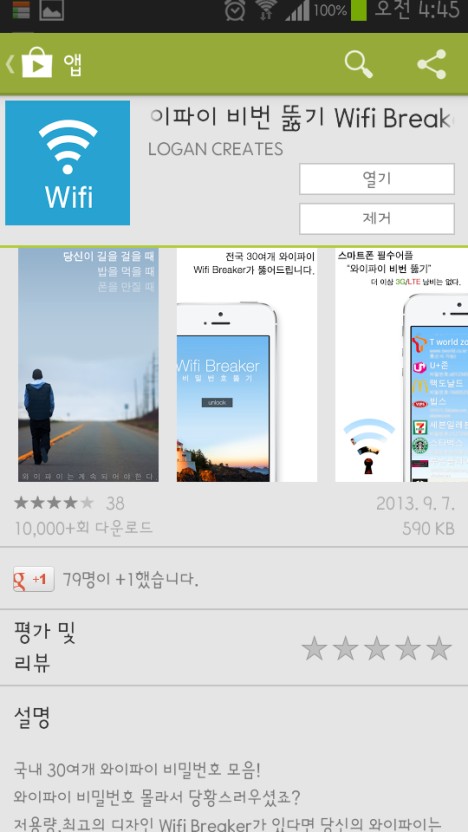 100% 오전 4:45
앱
이파이 비번 뚫기 Wifi Break
LOGAN CREATES
Wifi
열기
제거
당신이 길을 걸을 때
밥을 먹을 때
폰을 만질 때
와이파이는 계속되어야 한다
전국 30여개 와이파이
Wifi Breaker가 뚫어드립니다.
Wifi Breaker
비밀번호뚫기
unlock
스마트폰 필수어플
"와이파이 비번 뚫기"
더 이상 3G/LTE 낭비는 없다.
T world zo
U+존
맥도날드
탐스
세븐일레븐
스타벅스
38
2013. 9. 7.
10,000+회 다운로드
590 KB
+1
79명이 +1했습니다.
평가 및
리뷰
설명
국내 30여개 와이파이 비밀번호 모음!
와이파이 비밀번호 몰라서 당황스러우셨죠?
저용량,최고의 디자인 Wifi Breaker가 있다면 당신의 와이파이는